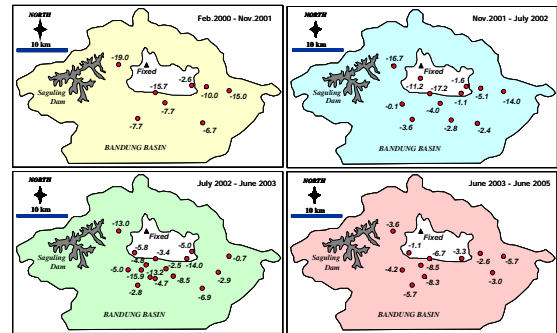 NORTH
Feb.2000 - Nov.2001
10 km
-19.0
Fixed
-2.6
-15.7
-10.0
-15.0
Saguling
Dam
-7.7
-7.7
-6.7
BANDUNG BASIN
NORTH
Nov.2001 - July 2002
10 km
-16.7
Fixed
-1.6
-11.2
-17.2
-5.1
Saguling
Dam
-0.1
-4.0
-1.1
-14.0
-3.6
-2.8
-2.4
BANDUNG BASIN
NORTH
July 2002 - June 2003
10 km
-13.0
Fixed
-5.8
-3.4
-5.0
-0.7
Saguling
Dam
-4.8
-2.5
-14.0
-5.0
-15.9
-13.2
-4.7
-8.5
-2.9
-2.8
-6.9
BANDUNG BASIN
NORTH
June 2003 - June 2005
10 km
-3.6
Fixed
-1.1
-6.7
-3.3
-2.6
-5.7
Saguling
Dam
-4.2
-8.5
-8.3
-3.0
-5.7
BANDUNG BASIN